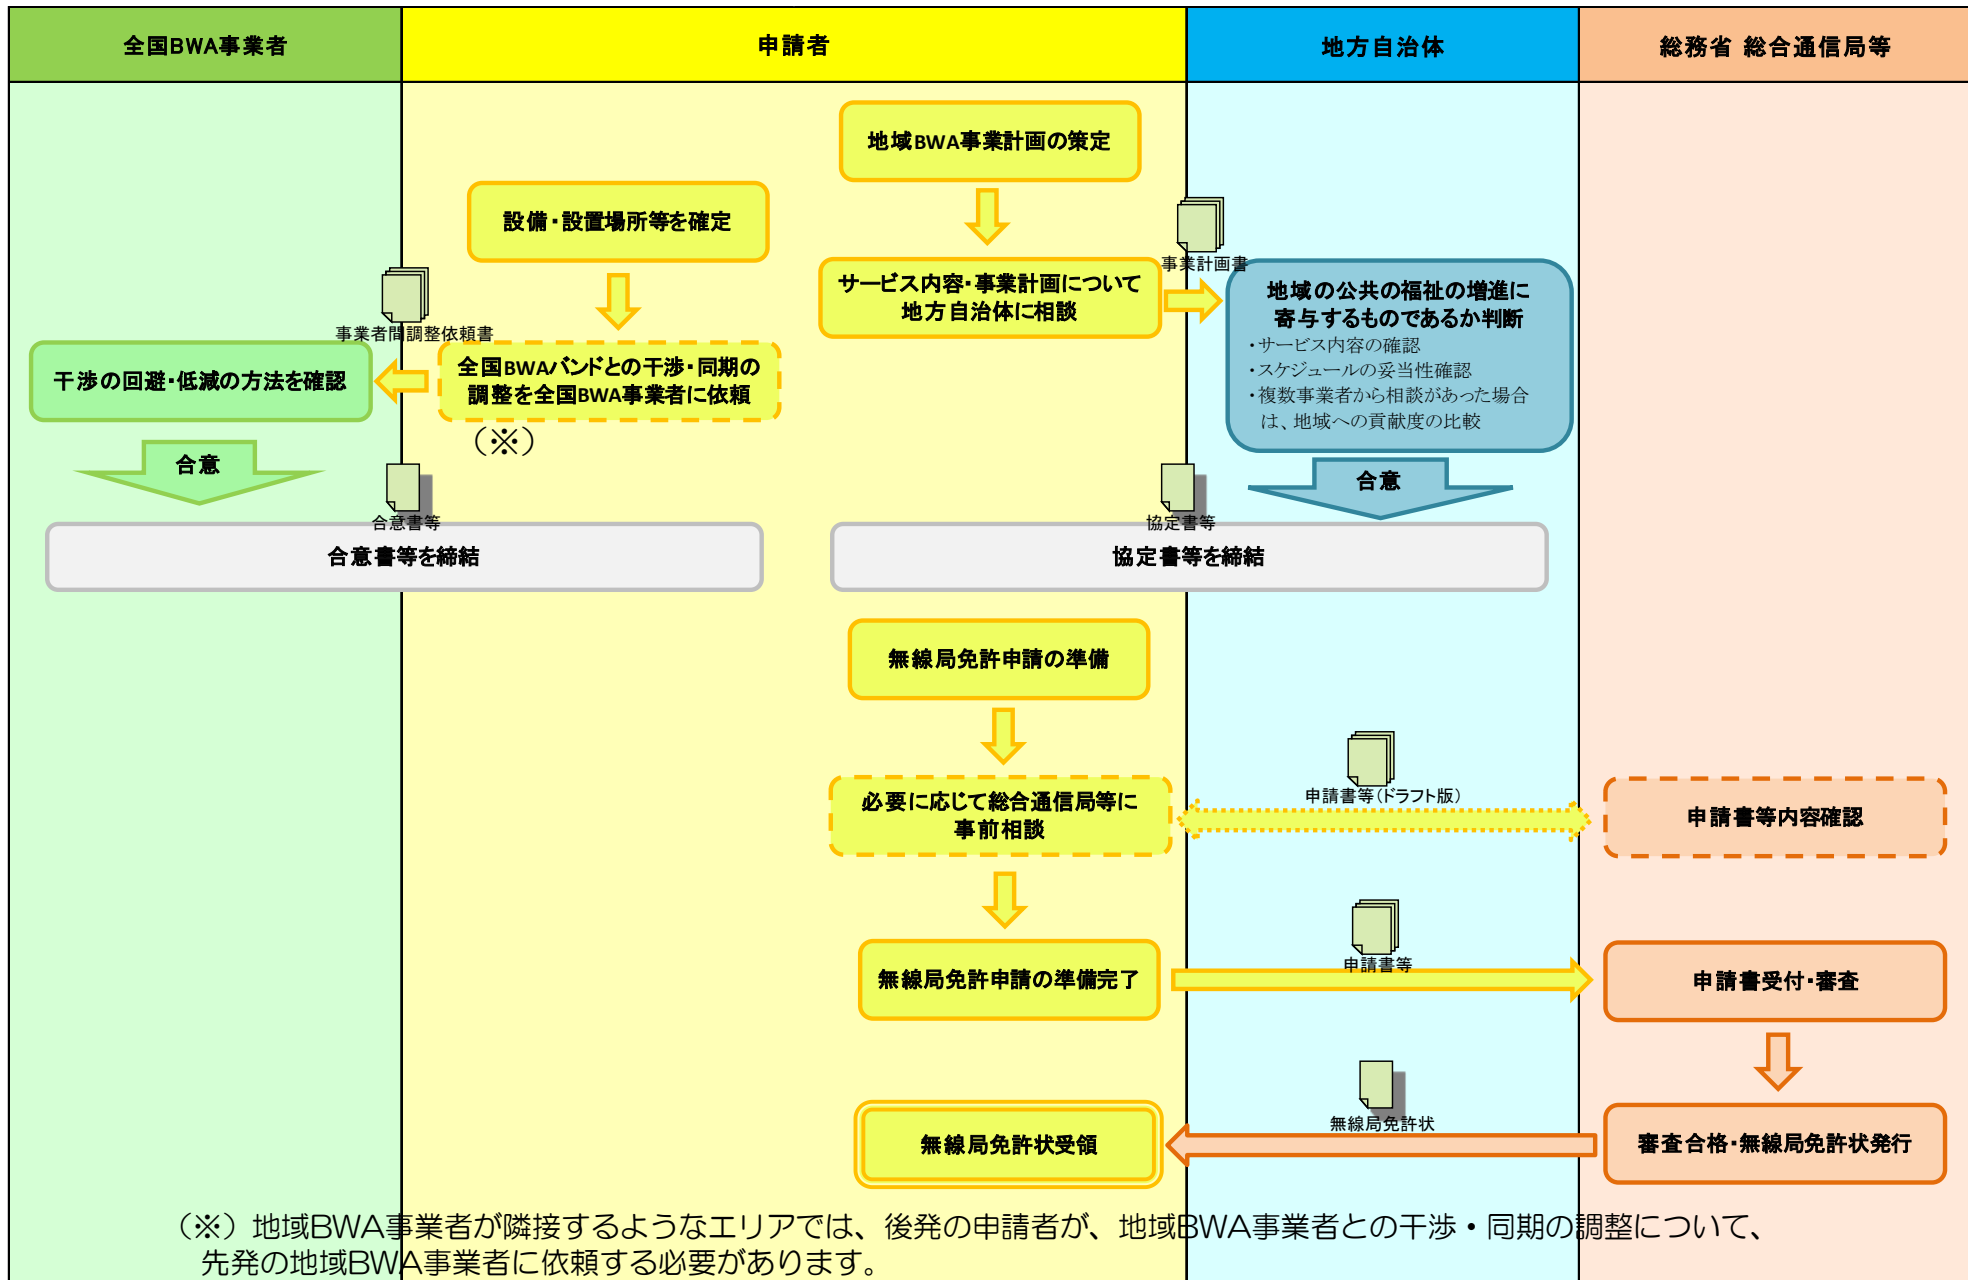 全国BWA事業者
申請者
地方自治体
総務省 総合通信局等
地域BWA事業計画の策定
設備・設置場所等を確定
事業計画書
サービス内容・事業計画について
地方自治体に相談
地域の公共の福祉の増進に
寄与するものであるか判断
・サービス内容の確認
・スケジュールの妥当性確認
・複数事業者から相談があった場合
は、地域への貢献度の比較
事業者間調整依頼書
全国BWAバンドとの干渉・同期の
調整を全国BWA事業者に依頼
（※）
干渉の回避・低減の方法を確認
合意
合意
合意書等
協定書等
合意書等を締結
協定書等を締結
無線局免許申請の準備
必要に応じて総合通信局等に
事前相談
申請書等（ドラフト版）
申請書等内容確認
無線局免許申請の準備完了
申請書等
申請書受付・審査
無線局免許状
無線局免許状受領
審査合格・無線局免許状発行
（※）地域BWA事業者が隣接するようなエリアでは、後発の申請者が、地域BWA事業者との干渉・同期の調整について、
先発の地域BWA事業者に依頼する必要があります。